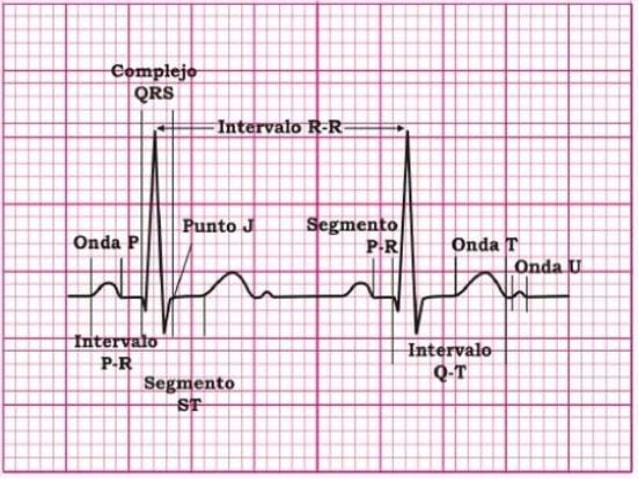 Complejo
QRS
Intervalo R-R
Punto J
Segmento
P-R
Onda P
Onda T
Onda U
Intervalo
P-R
Segmento
ST
Intervalo
Q-T